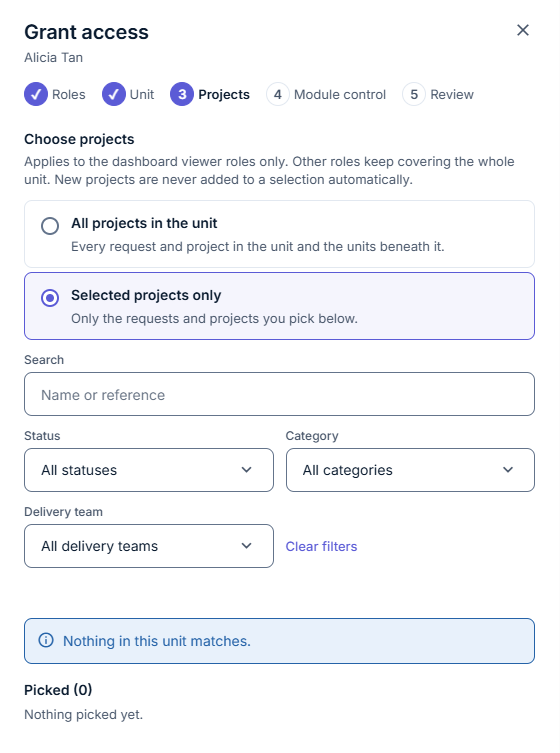 Grant access
Alicia Tan
Roles Unit 3 Projects 4 Module control 5 Review
Choose projects
Applies to the dashboard viewer roles only. Other roles keep covering the whole
unit. New projects are never added to a selection automatically.
All projects in the unit
Every request and project in the unit and the units beneath it.
Selected projects only
Only the requests and projects you pick below.
Search
Name or reference
Status Category
All statuses All categories
Delivery team
All delivery teams Clear filters
Nothing in this unit matches.
Picked (0)
Nothing picked yet.